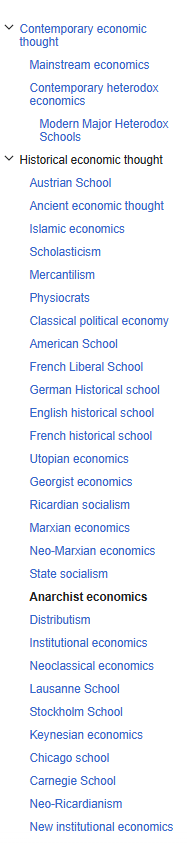 Contemporary economic
thought
Mainstream economics
Contemporary heterodox
economics
Modern Major Heterodox
Schools
Historical economic thought
Austrian School
Ancient economic thought
Islamic economics
Scholasticism
Mercantilism
Physiocrats
Classical political economy
American School
French Liberal School
German Historical school
English historical school
French historical school
Utopian economics
Georgist economics
Ricardian socialism
Marxian economics
Neo-Marxian economics
State socialism
Anarchist economics
Distributism
Institutional economics
Neoclassical economics
Lausanne School
Stockholm School
Keynesian economics
Chicago school
Carnegie School
Neo-Ricardianism
New institutional economics